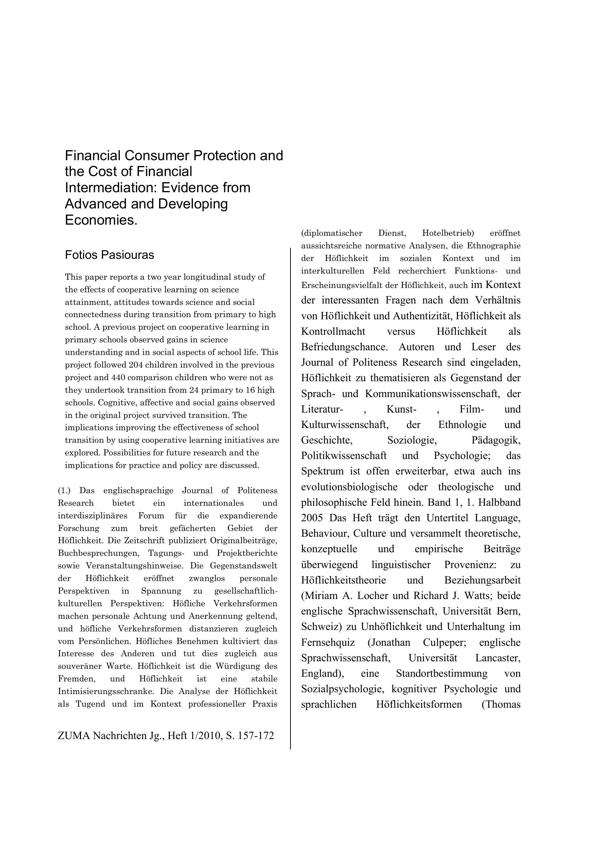 Financial Consumer Protection and
the Cost of Financial
Intermediation: Evidence from
Advanced and Developing
Economies.
Fotios Pasiouras
This paper reports a two year longitudinal study of
the effects of cooperative learning on science
attainment, attitudes towards science and social
connectedness during transition from primary to high
school. A previous project on cooperative learning in
primary schools observed gains in science
understanding and in social aspects of school life. This
project followed 204 children involved in the previous
project and 440 comparison children who were not as
they undertook transition from 24 primary to 16 high
schools. Cognitive, affective and social gains observed
in the original project survived transition. The
implications improving the effectiveness of school
transition by using cooperative learning initiatives are
explored. Possibilities for future research and the
implications for practice and policy are discussed.
(1.) Das englischsprachige Journal of Politeness
Research bietet ein internationales und
interdisziplinäres Forum für die expandierende
Forschung zum breit gefächerten Gebiet der
Höflichkeit. Die Zeitschrift publiziert Originalbeiträge,
Buchbesprechungen, Tagungs- und Projektberichte
sowie Veranstaltungshinweise. Die Gegenstandswelt
der Höflichkeit eröffnet zwanglos personale
Perspektiven in Spannung zu gesellschaftlich-
kulturellen Perspektiven: Höfliche Verkehrsformen
machen personale Achtung und Anerkennung geltend,
und höfliche Verkehrsformen distanzieren zugleich
vom Persönlichen. Höfliches Benehmen kultiviert das
Interesse des Anderen und tut dies zugleich aus
souveräner Warte. Höflichkeit ist die Würdigung des
Fremden, und Höflichkeit ist eine stabile
Intimisierungsschranke. Die Analyse der Höflichkeit
als Tugend und im Kontext professioneller Praxis
ZUMA Nachrichten Jg., Heft 1/2010, S. 157-172
(diplomatischer Dienst, Hotelbetrieb) eröffnet
aussichtsreiche normative Analysen, die Ethnographie
der Höflichkeit im sozialen Kontext und im
interkulturellen Feld recherchiert Funktions- und
Erscheinungsvielfalt der Höflichkeit, auch im Kontext
der interessanten Fragen nach dem Verhältnis
von Höflichkeit und Authentizität, Höflichkeit als
Kontrollmacht versus Höflichkeit als
Befriedungschance. Autoren und Leser des
Journal of Politeness Research sind eingeladen,
Höflichkeit zu thematisieren als Gegenstand der
Sprach- und Kommunikationswissenschaft, der
Literatur- , Kunst- , Film- und
Kulturwissenschaft, der Ethnologie und
Geschichte, Soziologie, Pädagogik,
Politikwissenschaft und Psychologie; das
Spektrum ist offen erweiterbar, etwa auch ins
evolutionsbiologische oder theologische und
philosophische Feld hinein. Band 1, 1. Halbband
2005 Das Heft trägt den Untertitel Language,
Behaviour, Culture und versammelt theoretische,
konzeptuelle und empirische Beiträge
überwiegend linguistischer Provenienz: zu
Höflichkeitstheorie und Beziehungsarbeit
(Miriam A. Locher und Richard J. Watts; beide
englische Sprachwissenschaft, Universität Bern,
Schweiz) zu Unhöflichkeit und Unterhaltung im
Fernsehquiz (Jonathan Culpeper; englische
Sprachwissenschaft, Universität Lancaster,
England), eine Standortbestimmung von
Sozialpsychologie, kognitiver Psychologie und
sprachlichen Höflichkeitsformen (Thomas